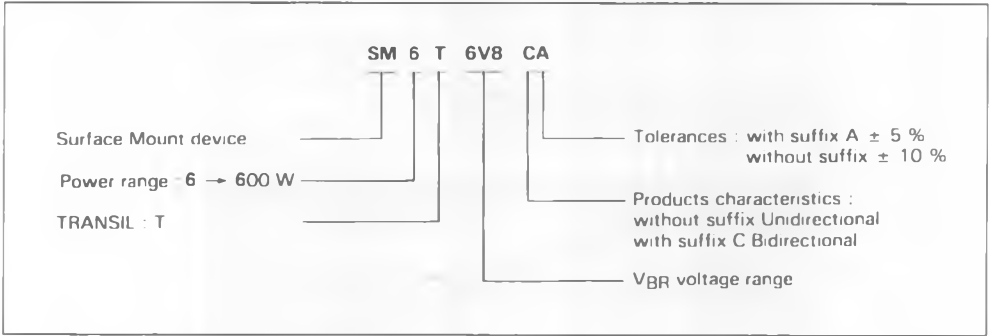 SM 6 T 6V8 CA
Surface Mount device
Power range 6 → 600 W
TRANSIL : T
Tolerances : with suffix A ± 5 %
without suffix ± 10 %
Products characteristics :
without suffix Unidirectional
with suffix C Bidirectional
VBR voltage range